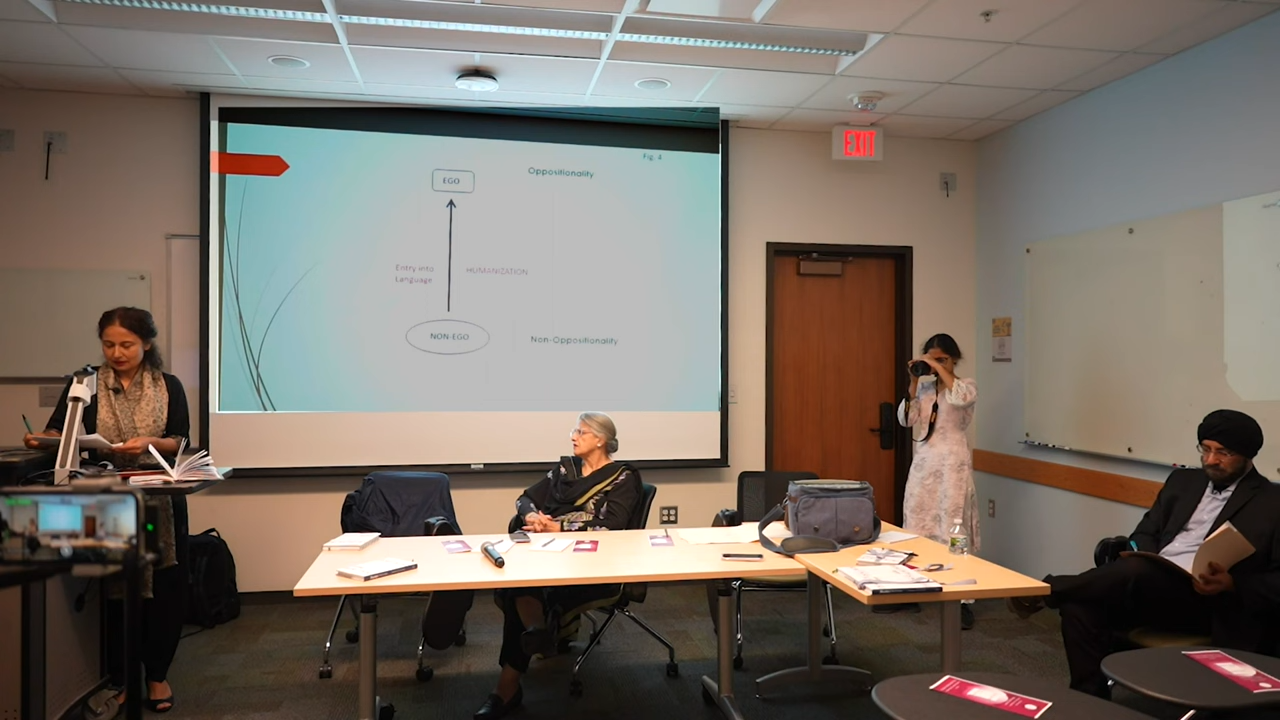 Fig. 4
EGO
Oppositionality
Entry into
Language
HUMANIZATION
NON-EGO
Non-Oppositionality
EXIT